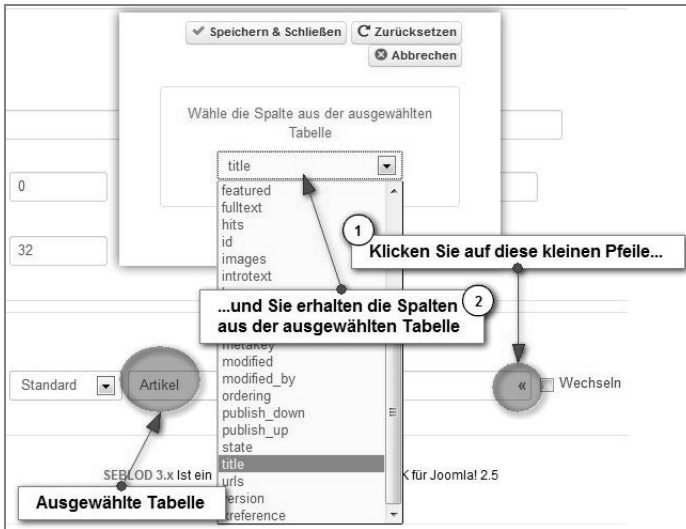 Speichern & Schließen
Zurücksetzen
Abbrechen
Wähle die Spalte aus der ausgewählten
Tabelle
title
0
32
featured
fulltext
hits
id
images
introtext
1
Klicken Sie auf diese kleinen Pfeile...
...und Sie erhalten die Spalten
aus der ausgewählten Tabelle
2
metakey
modified
modified_by
ordering
publish_down
publish_up
state
title
urls
version
xreference
Standard
Artikel
«
Wechseln
SEBLOD 3.x Ist ein
K für Joomla! 2.5
Ausgewählte Tabelle